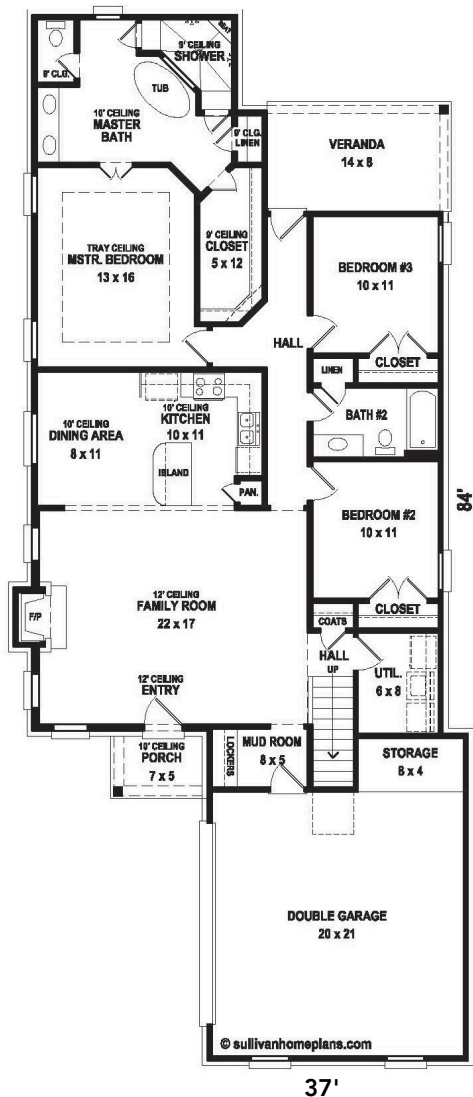 SEAT
9' CEILING
SHOWER
9' CLG.
TUB
10' CEILING
MASTER
BATH
9' CLG.
LINEN
VERANDA
14 x 8
TRAY CEILING
MSTR. BEDROOM
13 x 16
9' CEILING
CLOSET
5 x 12
BEDROOM #3
10 x 11
HALL
CLOSET
LINEN
10' CEILING
DINING AREA
8 x 11
10' CEILING
KITCHEN
10 x 11
BATH #2
ISLAND
PAN.
BEDROOM #2
10 x 11
84'
12' CEILING
FAMILY ROOM
22 x 17
F/P
CLOSET
COATS
HALL
UP
UTIL.
6 x 8
12' CEILING
ENTRY
10' CEILING
PORCH
7 x 5
LOCKERS
MUD ROOM
8 x 5
STORAGE
8 x 4
DOUBLE GARAGE
20 x 21
© sullivanhomeplans.com
37'